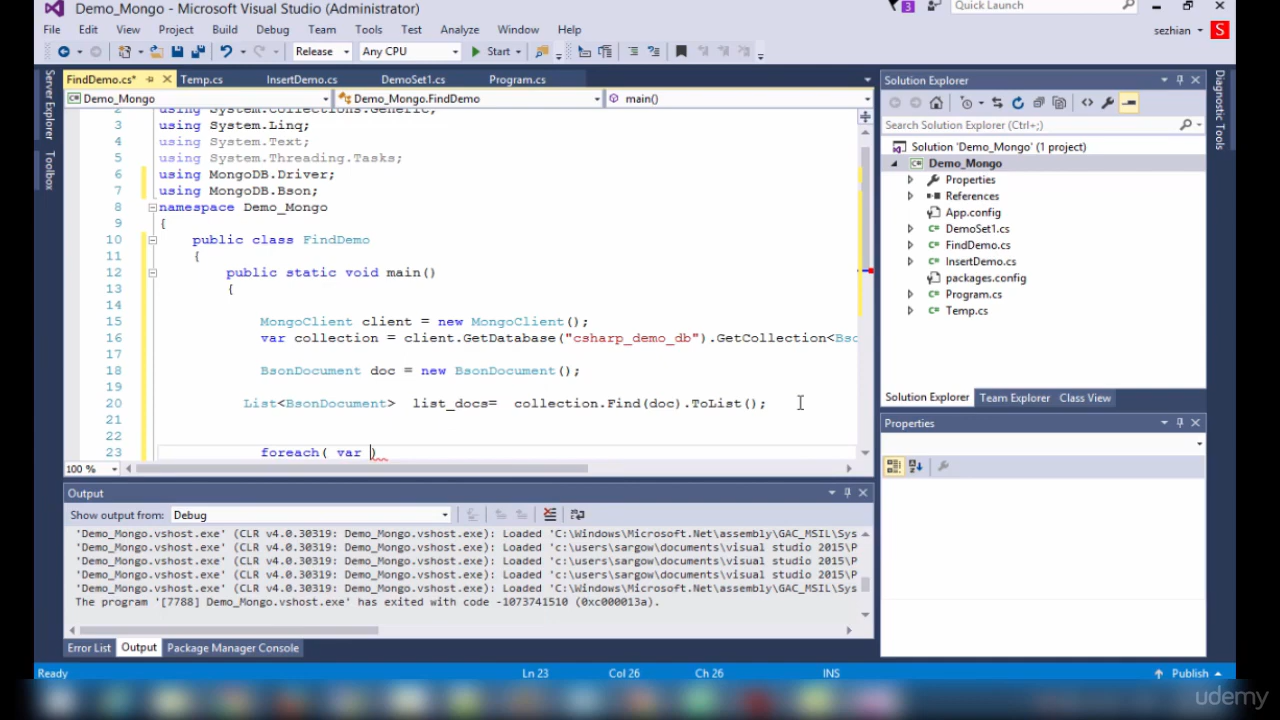 Demo_Mongo - Microsoft Visual Studio (Administrator)
3
Quick Launch (Ctrl+Q)
File Edit View Project Build Debug Team Tools Test Analyze Window Help
sezhian
S
Release Any CPU Start
FindDemo.cs* Temp.cs InsertDemo.cs DemoSet1.cs Program.cs
Demo_Mongo Demo_Mongo.FindDemo main()
Server Explorer
Toolbox
2 using System.Collections.Generic;
3 using System.Linq;
4 using System.Text;
5 using System.Threading.Tasks;
6 using MongoDB.Driver;
7 using MongoDB.Bson;
8 namespace Demo_Mongo
9 {
10 public class FindDemo
11 {
12 public static void main()
13 {
14
15 MongoClient client = new MongoClient();
16 var collection = client.GetDatabase("csharp_demo_db").GetCollection<Bso
17
18 BsonDocument doc = new BsonDocument();
19
20 List<BsonDocument> list_docs= collection.Find(doc).ToList();
21
22
23 foreach( var )
100 %
Output
Show output from: Debug
'Demo_Mongo.vshost.exe' (CLR v4.0.30319: Demo_Mongo.vshost.exe): Loaded 'C:\Windows\Microsoft.Net\assembly\GAC_MSIL\Sys
'Demo_Mongo.vshost.exe' (CLR v4.0.30319: Demo_Mongo.vshost.exe): Loaded 'c:\users\sargow\documents\visual studio 2015\P
'Demo_Mongo.vshost.exe' (CLR v4.0.30319: Demo_Mongo.vshost.exe): Loaded 'c:\users\sargow\documents\visual studio 2015\P
'Demo_Mongo.vshost.exe' (CLR v4.0.30319: Demo_Mongo.vshost.exe): Loaded 'c:\users\sargow\documents\visual studio 2015\P
'Demo_Mongo.vshost.exe' (CLR v4.0.30319: Demo_Mongo.vshost.exe): Loaded 'C:\Windows\Microsoft.Net\assembly\GAC_MSIL\Sys
The program '[7788] Demo_Mongo.vshost.exe' has exited with code -1073741510 (0xc000013a).
Error List Output Package Manager Console
Solution Explorer
Search Solution Explorer (Ctrl+;)
Solution 'Demo_Mongo' (1 project)
Demo_Mongo
Properties
References
App.config
DemoSet1.cs
FindDemo.cs
InsertDemo.cs
packages.config
Program.cs
Temp.cs
Solution Explorer Team Explorer Class View
Properties
Diagnostic Tools
Ready Ln 23 Col 26 Ch 26 INS Publish
udemy